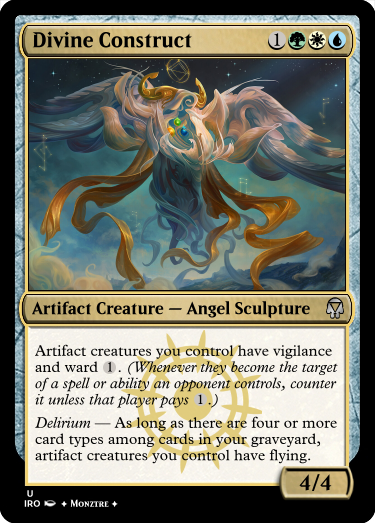 Divine Construct 1
Artifact Creature — Angel Sculpture
Artifact creatures you control have vigilance
and ward 1. (Whenever they become the target
of a spell or ability an opponent controls, counter
it unless that player pays 1.)
Delirium — As long as there are four or more
card types among cards in your graveyard,
artifact creatures you control have flying.
4/4
U
IRO ✦ Monztre ✦